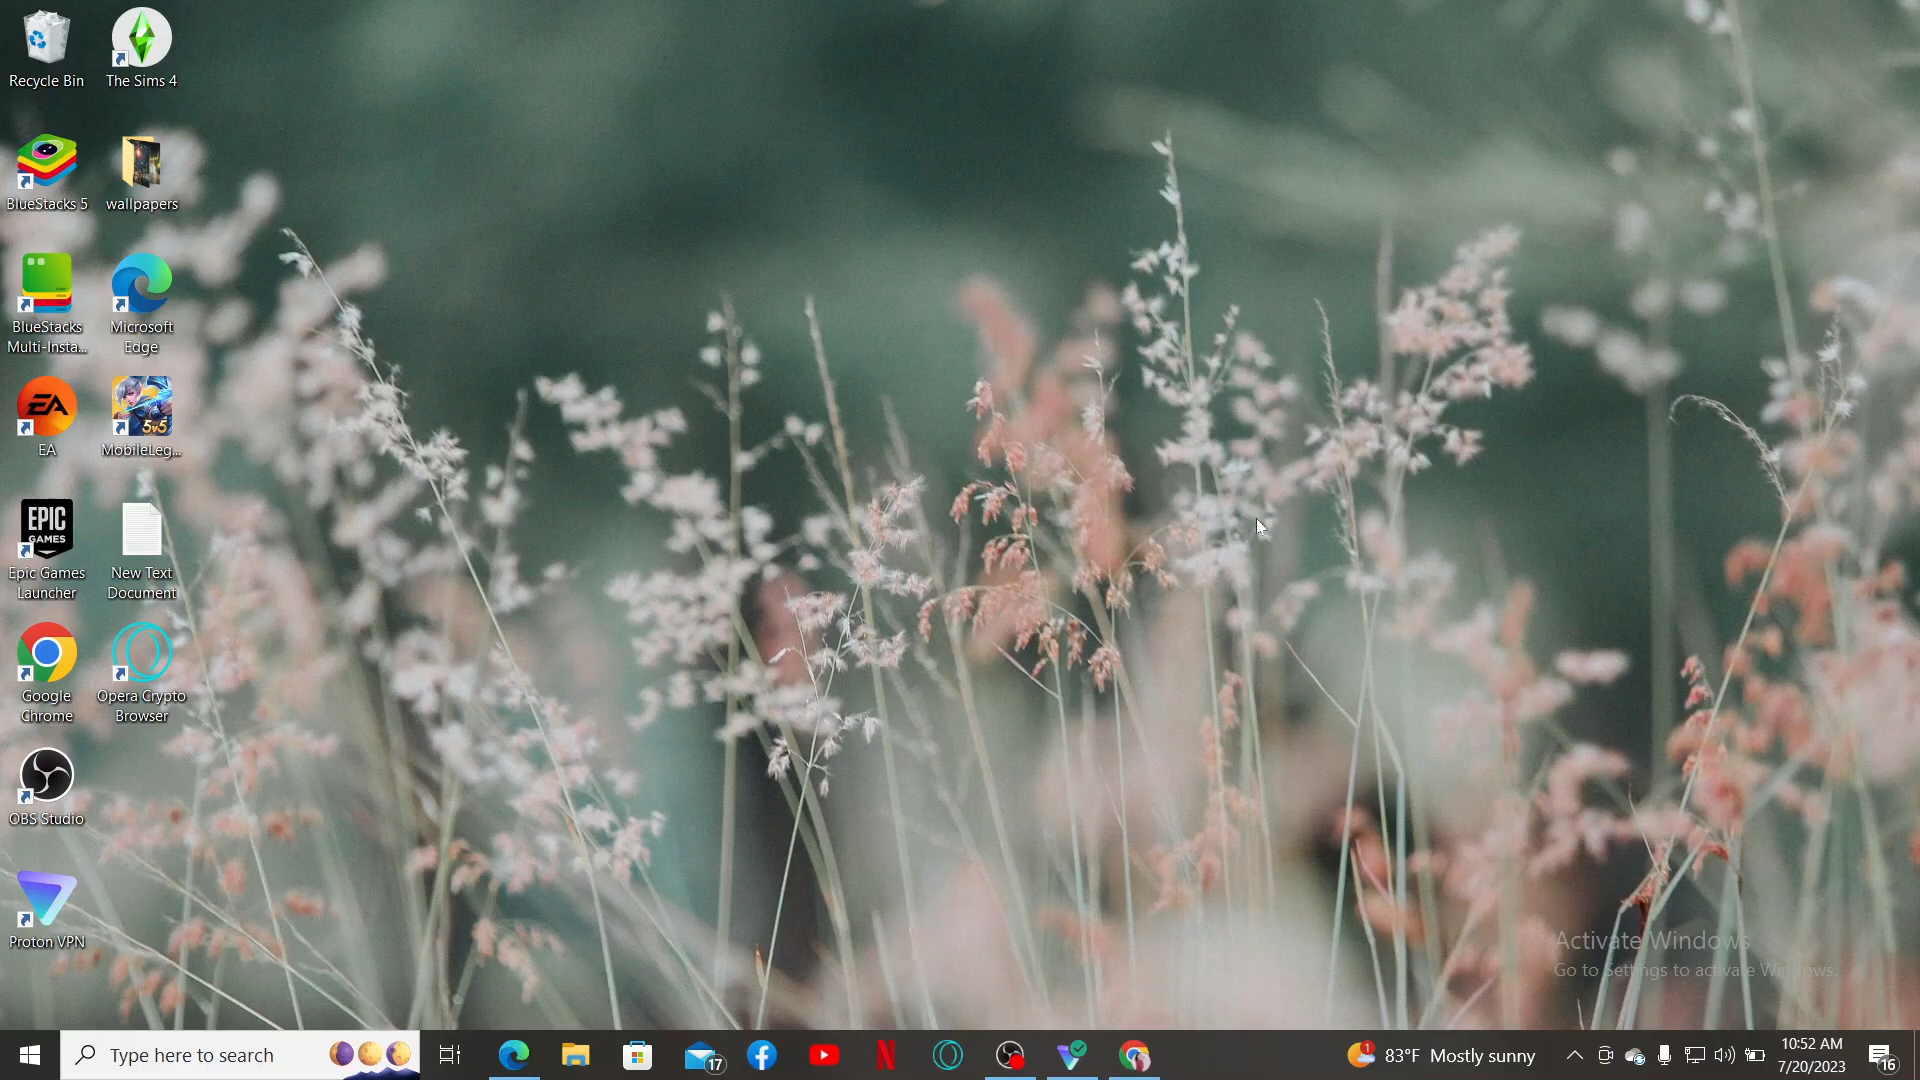 Recycle Bin
The Sims 4
BlueStacks 5
wallpapers
BlueStacks
Multi-Insta...
Microsoft
Edge
EA
EA
MobileLeg...
5v5
EPIC
GAMES
Epic Games
Launcher
New Text
Document
Google
Chrome
Opera Crypto
Browser
OBS Studio
Proton VPN
Activate Windows
Go to Settings to activate Windows.
Type here to search
17
1
83°F Mostly sunny
10:52 AM
7/20/2023
16